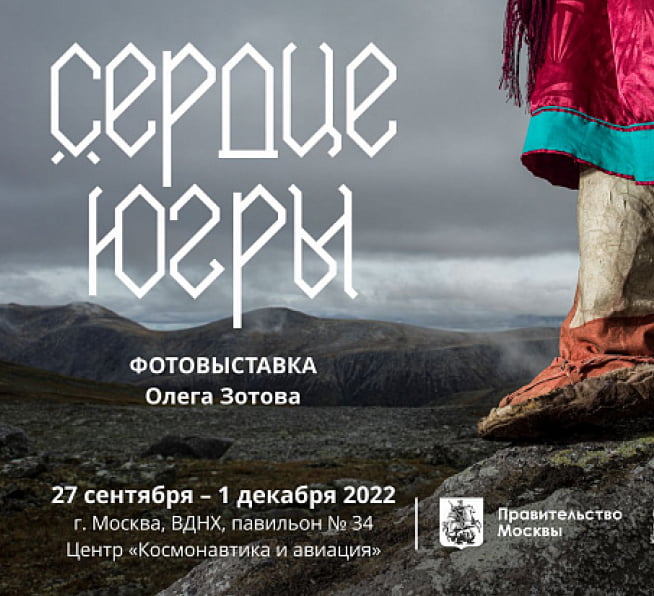 сердце
югры
ФОТОВЫСТАВКА
Олега Зотова
27 сентября – 1 декабря 2022
г. Москва, ВДНХ, павильон № 34
Центр «Космонавтика и авиация»
Правительство
Москвы